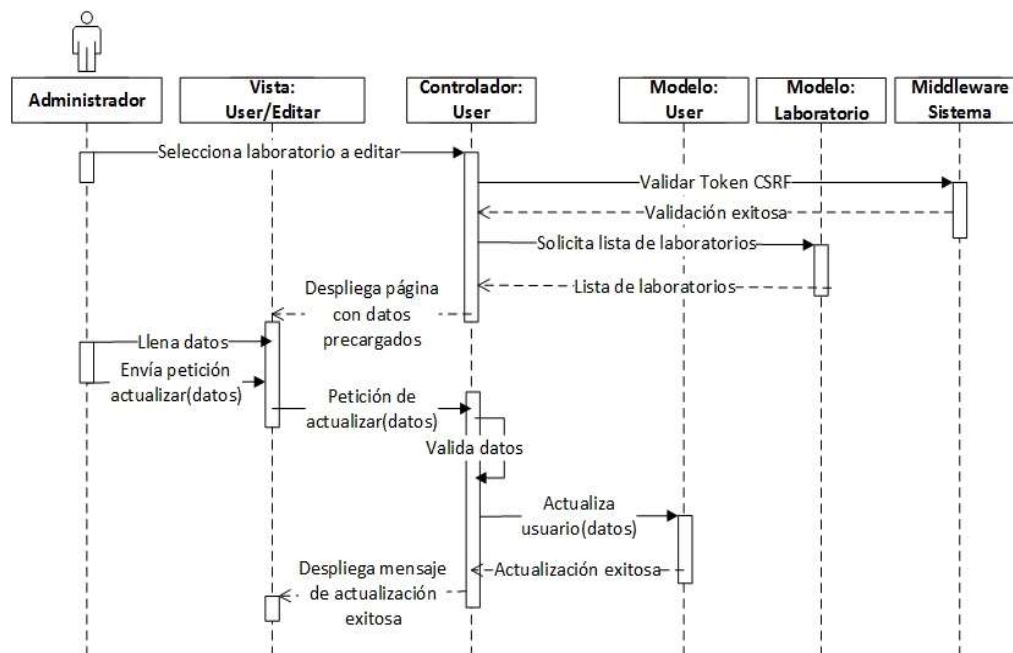 Administrador
Vista:
User/Editar
Controlador:
User
Modelo:
User
Modelo:
Laboratorio
Middleware
Sistema
Selecciona laboratorio a editar
Validar Token CSRF
Validación exitosa
Solicita lista de laboratorios
Lista de laboratorios
Despliega página
con datos
precargados
Llena datos
Envía petición
actualizar(datos)
Petición de
actualizar(datos)
Valida datos
Actualiza
usuario(datos)
Actualización exitosa
Despliega mensaje
de actualización
exitosa